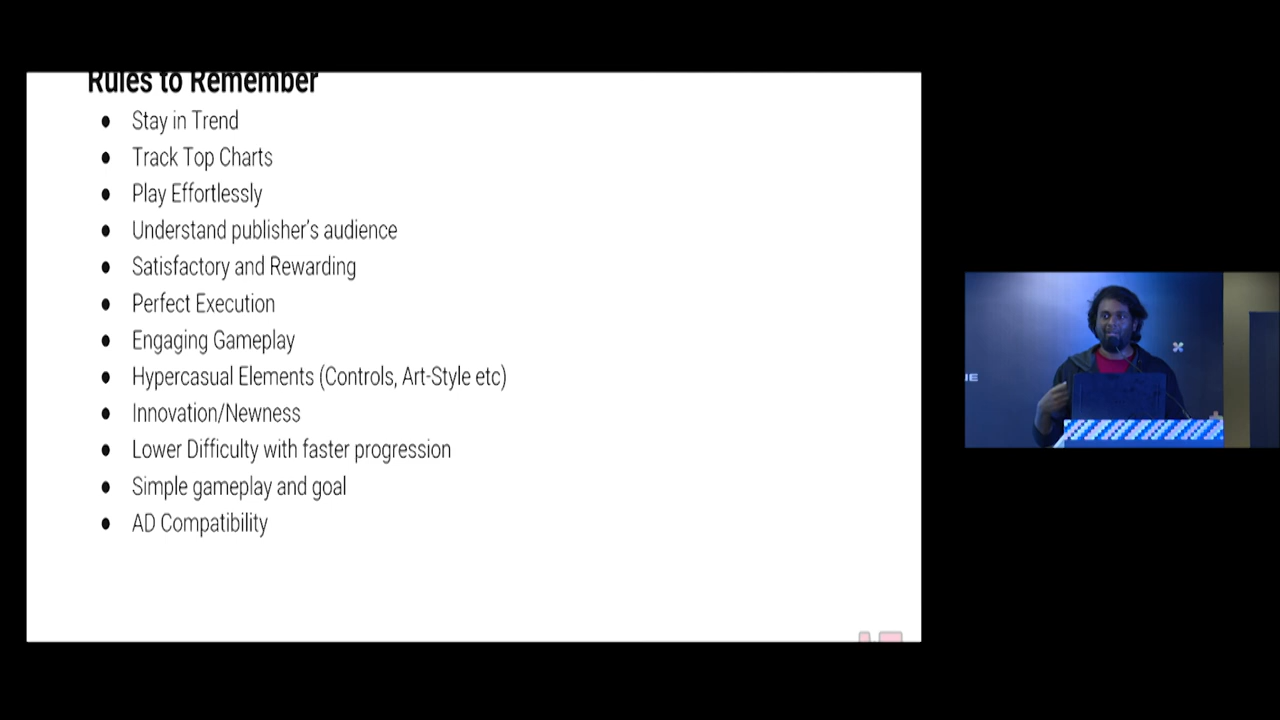 Rules to Remember
● Stay in Trend
● Track Top Charts
● Play Effortlessly
● Understand publisher's audience
● Satisfactory and Rewarding
● Perfect Execution
● Engaging Gameplay
● Hypercasual Elements (Controls, Art-Style etc)
● Innovation/Newness
● Lower Difficulty with faster progression
● Simple gameplay and goal
● AD Compatibility